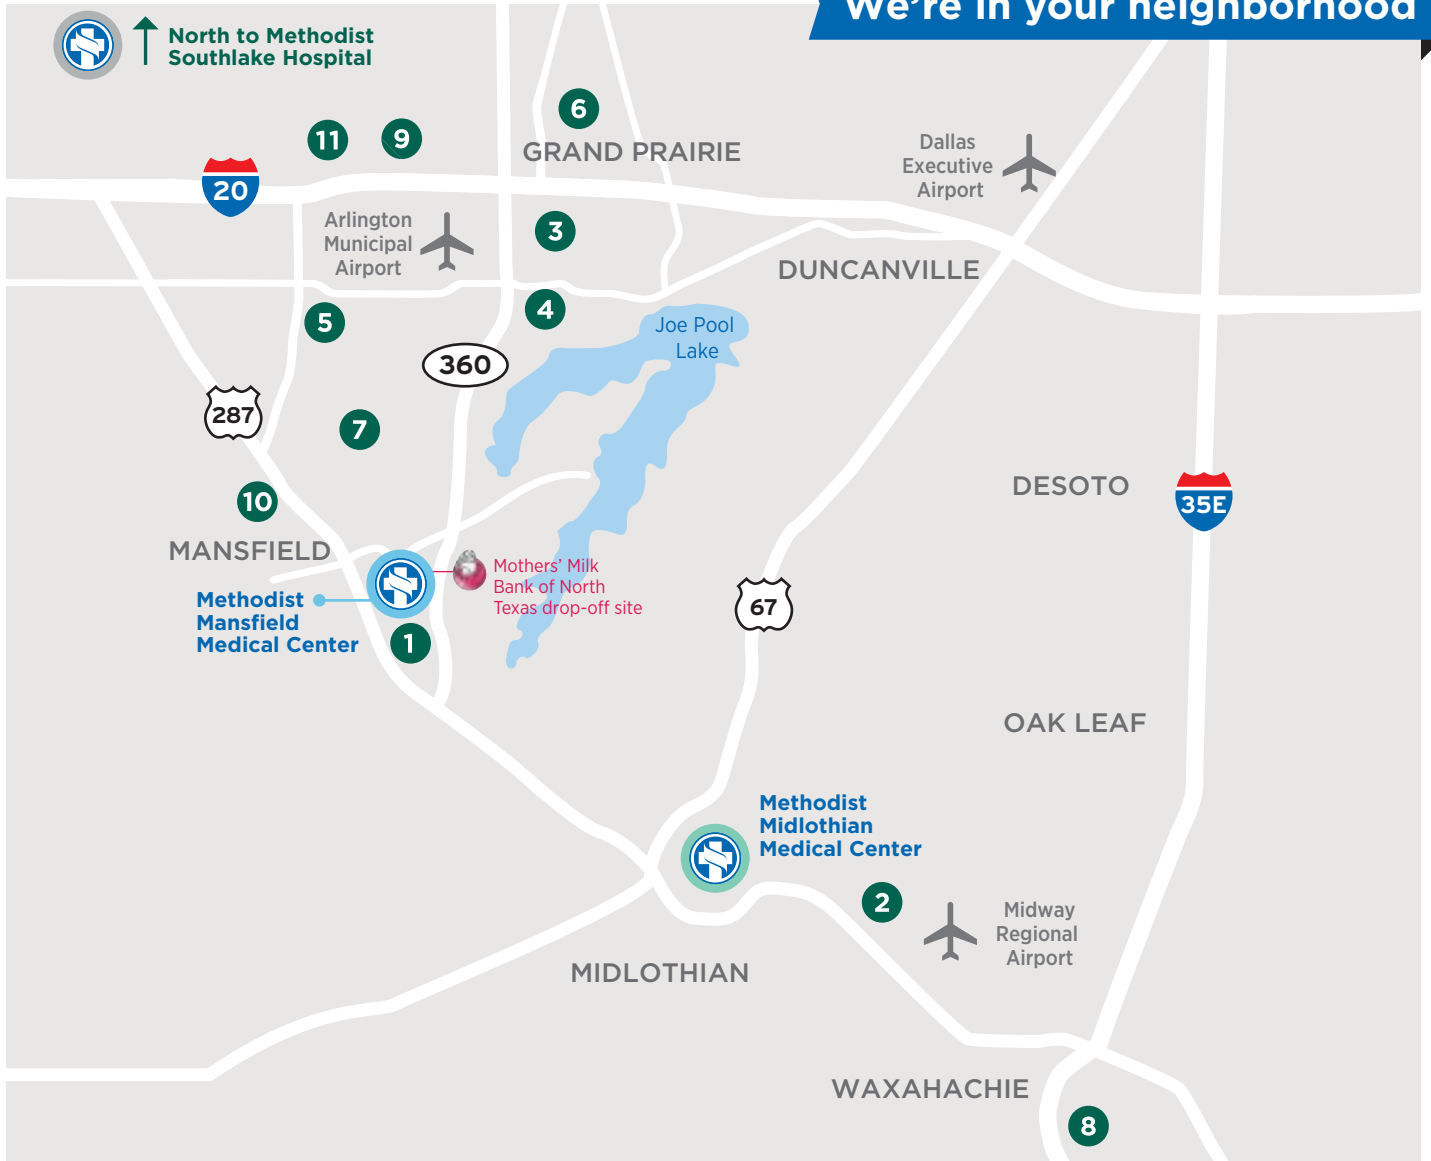 We're in your neighborhood
North to Methodist
Southlake Hospital
6
11
9
GRAND PRAIRIE
Dallas
Executive
Airport
20
Arlington
Municipal
Airport
3
DUNCANVILLE
5
4
Joe Pool
Lake
360
287
7
10
DESOTO
35E
MANSFIELD
Mothers' Milk
Bank of North
Texas drop-off site
Methodist
Mansfield
Medical Center
67
1
OAK LEAF
Methodist
Midlothian
Medical Center
2
Midway
Regional
Airport
MIDLOTHIAN
WAXAHACHIE
8